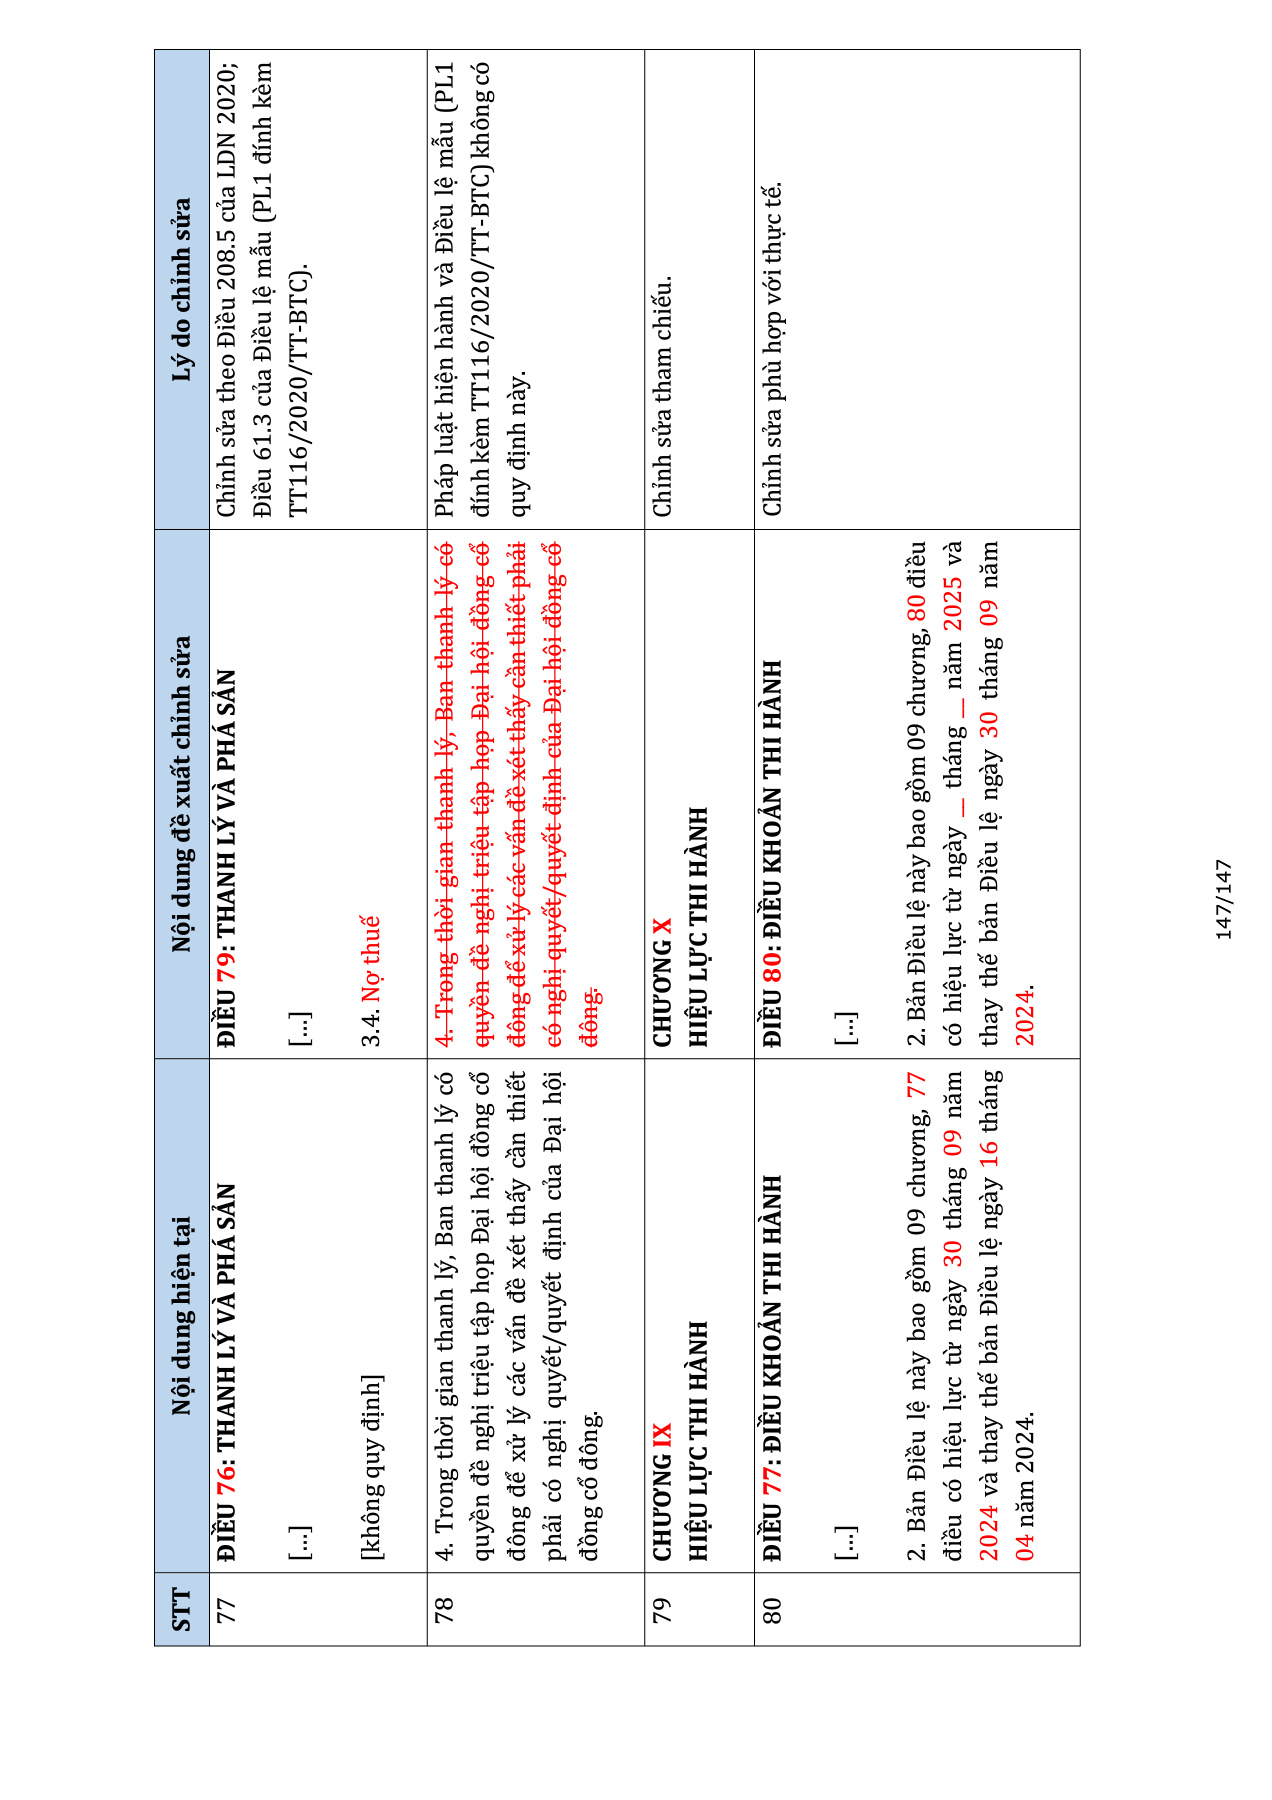 STT
Nội dung hiện tại
Nội dung đề xuất chỉnh sửa
Lý do chỉnh sửa
77
ĐIỀU 76: THANH LÝ VÀ PHÁ SẢN
[...]
[không quy định]
ĐIỀU 79: THANH LÝ VÀ PHÁ SẢN
[...]
3.4. Nợ thuế
Chỉnh sửa theo Điều 208.5 của LDN 2020;
Điều 61.3 của Điều lệ mẫu (PL1 đính kèm
TT116/2020/TT-BTC).
78
4. Trong thời gian thanh lý, Ban thanh lý có
quyền đề nghị triệu tập họp Đại hội đồng cổ
đông để xử lý các vấn đề xét thấy cần thiết
phải có nghị quyết/quyết định của Đại hội
đồng cổ đông.
4. Trong thời gian thanh lý, Ban thanh lý có
quyền đề nghị triệu tập họp Đại hội đồng cổ
đông để xử lý các vấn đề xét thấy cần thiết phải
có nghị quyết/quyết định của Đại hội đồng cổ
đông.
Pháp luật hiện hành và Điều lệ mẫu (PL1
đính kèm TT116/2020/TT-BTC) không có
quy định này.
79
CHƯƠNG IX
HIỆU LỰC THI HÀNH
CHƯƠNG X
HIỆU LỰC THI HÀNH
Chỉnh sửa tham chiếu.
80
ĐIỀU 77: ĐIỀU KHOẢN THI HÀNH
[...]
2. Bản Điều lệ này bao gồm 09 chương, 77
điều có hiệu lực từ ngày 30 tháng 09 năm
2024 và thay thế bản Điều lệ ngày 16 tháng
04 năm 2024.
ĐIỀU 80: ĐIỀU KHOẢN THI HÀNH
[...]
2. Bản Điều lệ này bao gồm 09 chương, 80 điều
có hiệu lực từ ngày __ tháng __ năm 2025 và
thay thế bản Điều lệ ngày 30 tháng 09 năm
2024.
Chỉnh sửa phù hợp với thực tế.
147/147